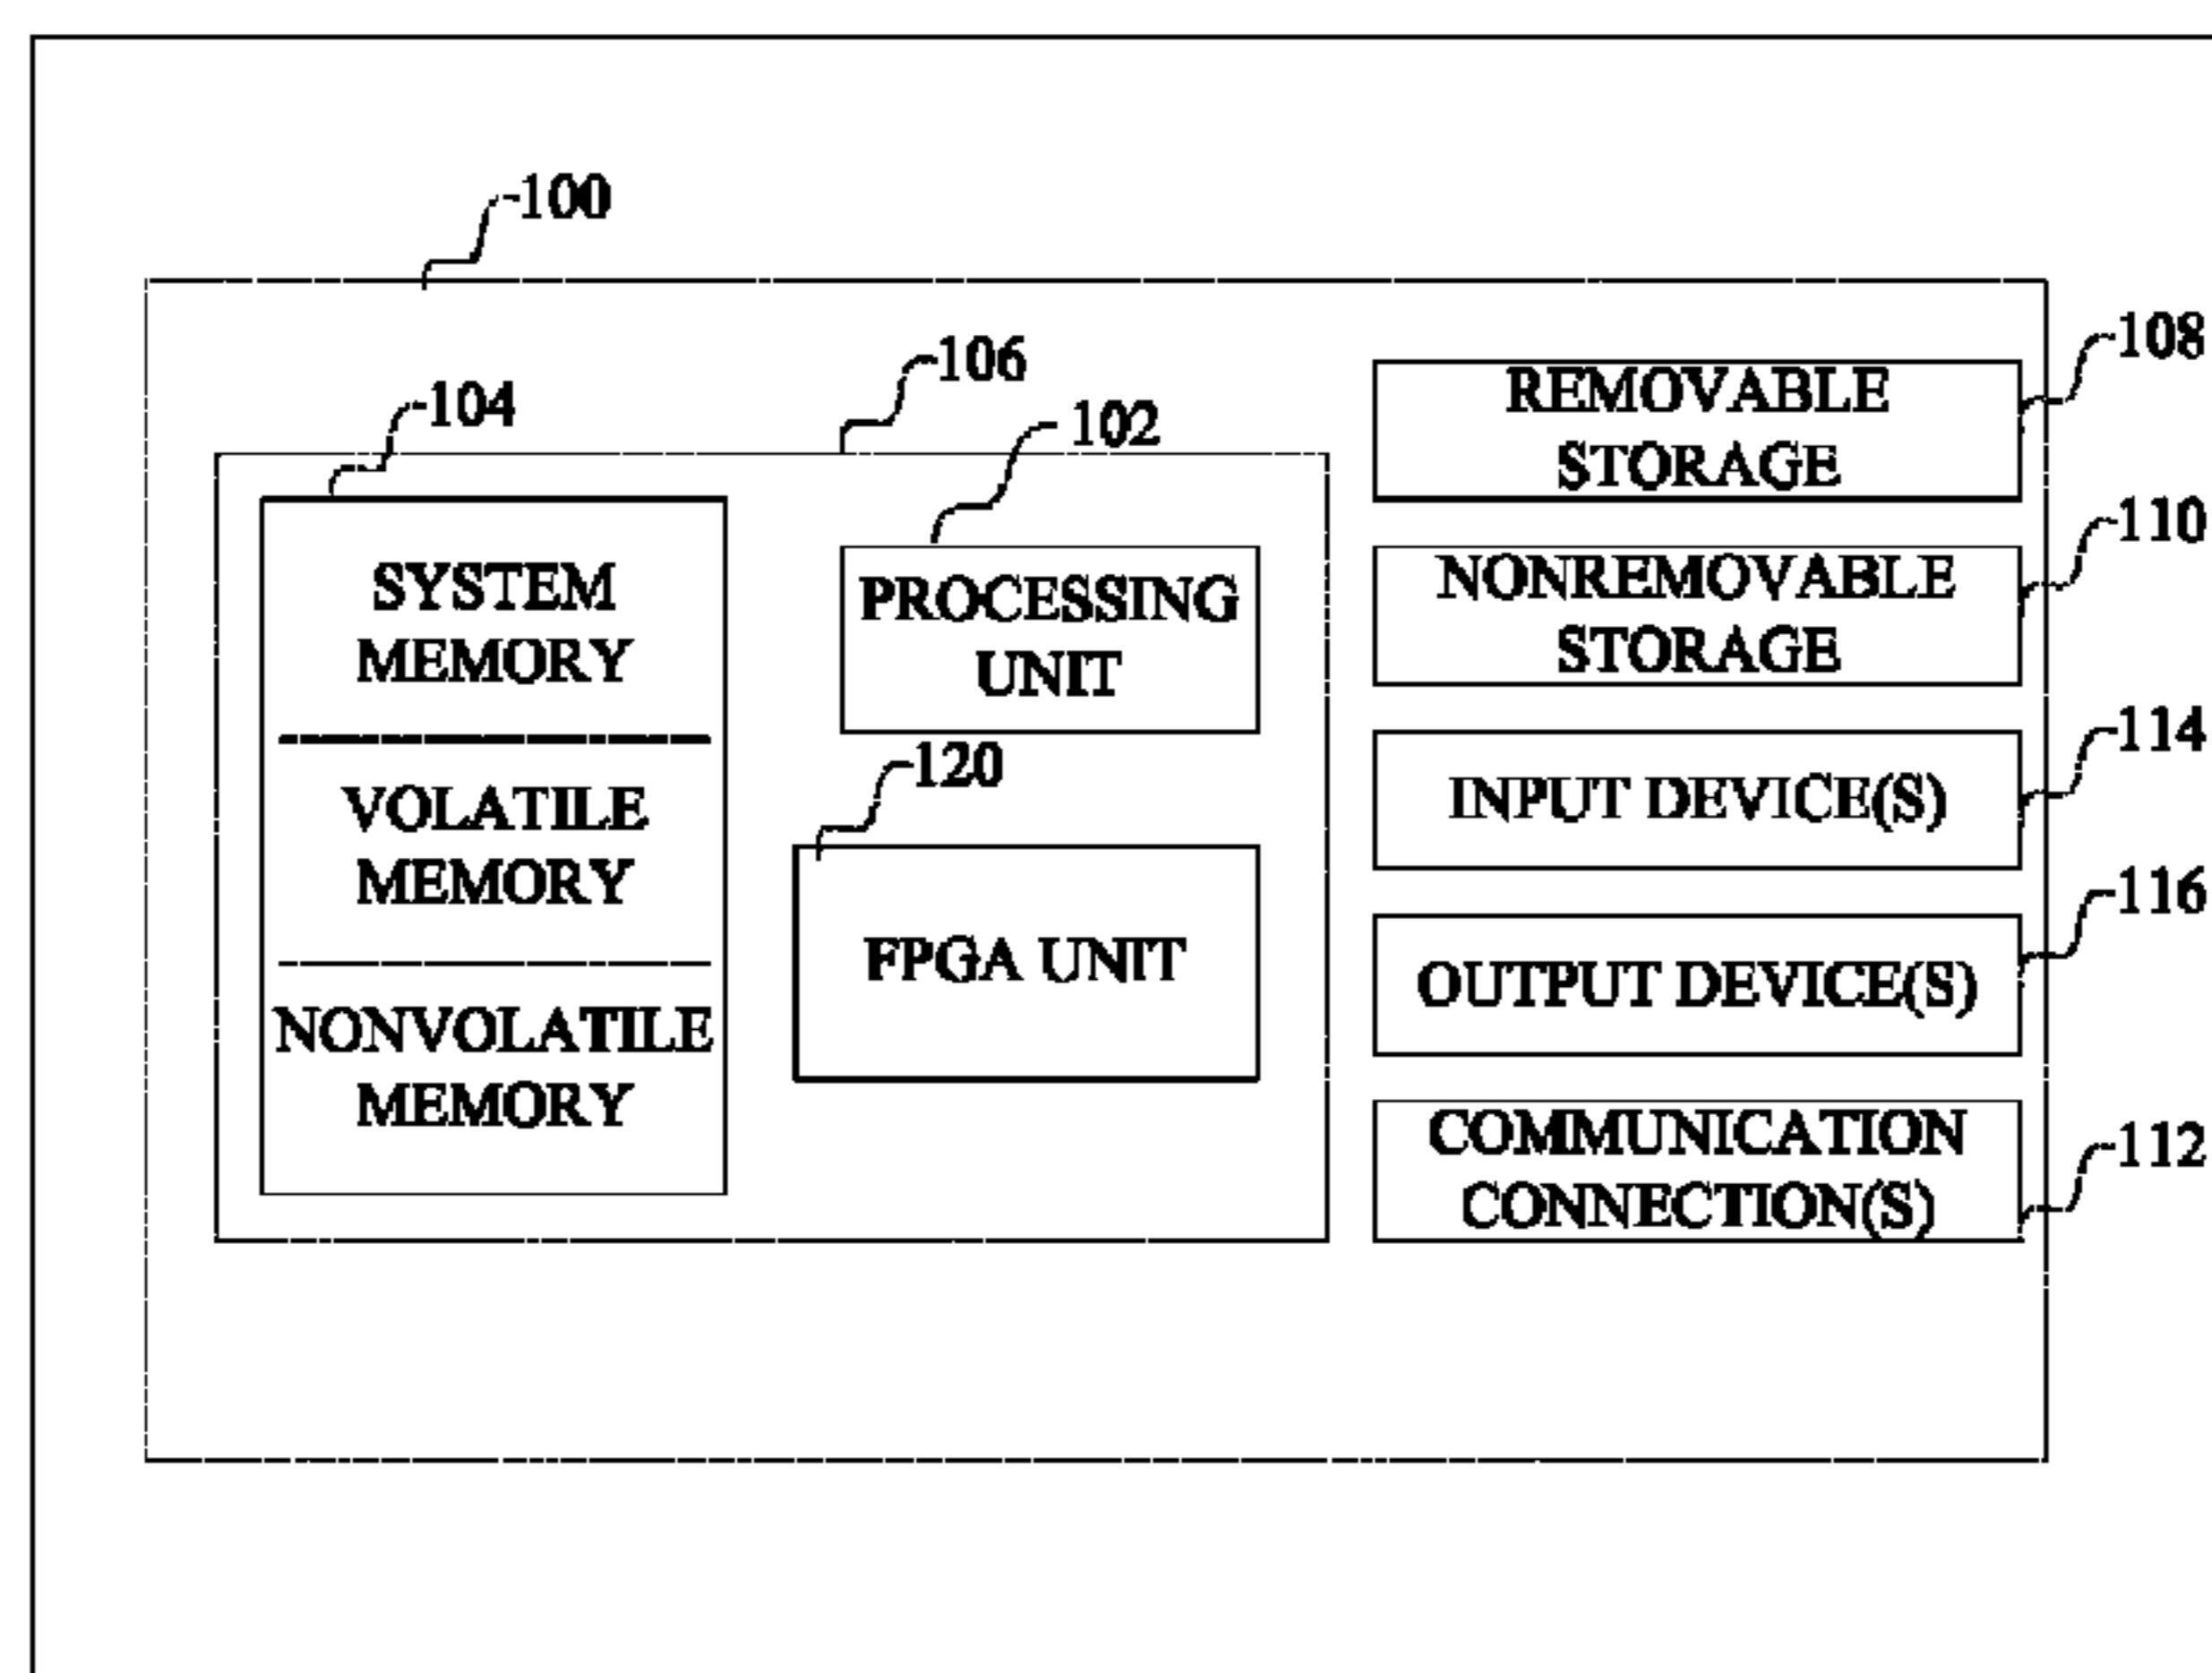 100
106
104
102
108
REMOVABLE
STORAGE
SYSTEM
MEMORY
PROCESSING
UNIT
110
NONREMOVABLE
STORAGE
120
114
VOLATILE
MEMORY
INPUT DEVICE(S)
FPGA UNIT
116
OUTPUT DEVICE(S)
NONVOLATILE
MEMORY
112
COMMUNICATION
CONNECTION(S)